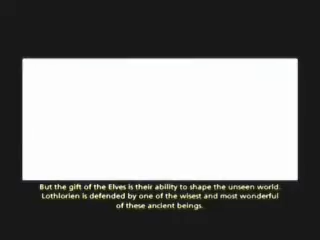 But the gift of the Elves is their ability to shape the unseen world.
Lothlorien is defended by one of the wisest and most wonderful
of these ancient beings.